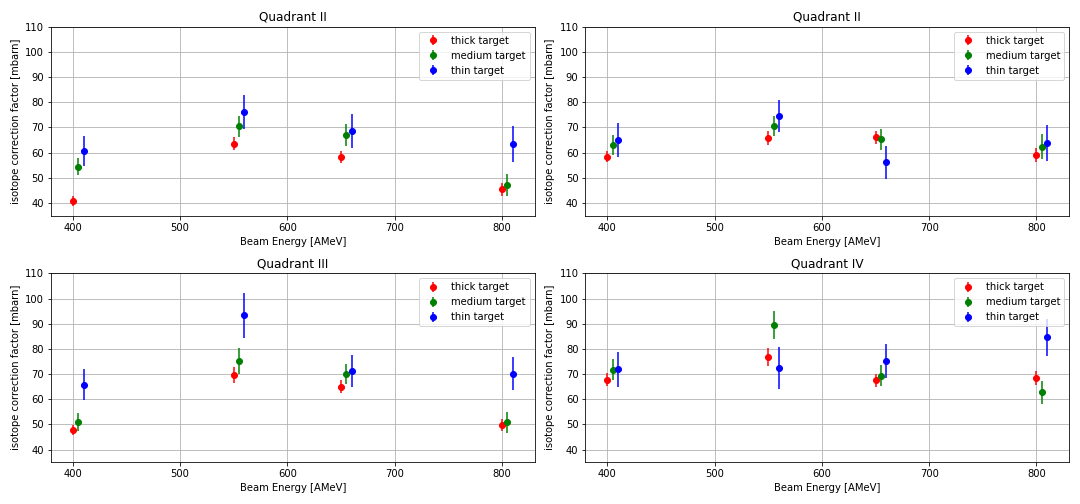 Quadrant II
isotope correction factor [mbarn]
110
100
90
80
70
60
50
40
thick target
medium target
thin target
400
500
600
700
800
Beam Energy [AMeV]
Quadrant II
isotope correction factor [mbarn]
110
100
90
80
70
60
50
40
thick target
medium target
thin target
400
500
600
700
800
Beam Energy [AMeV]
Quadrant III
isotope correction factor [mbarn]
110
100
90
80
70
60
50
40
thick target
medium target
thin target
400
500
600
700
800
Beam Energy [AMeV]
Quadrant IV
isotope correction factor [mbarn]
110
100
90
80
70
60
50
40
thick target
medium target
thin target
400
500
600
700
800
Beam Energy [AMeV]